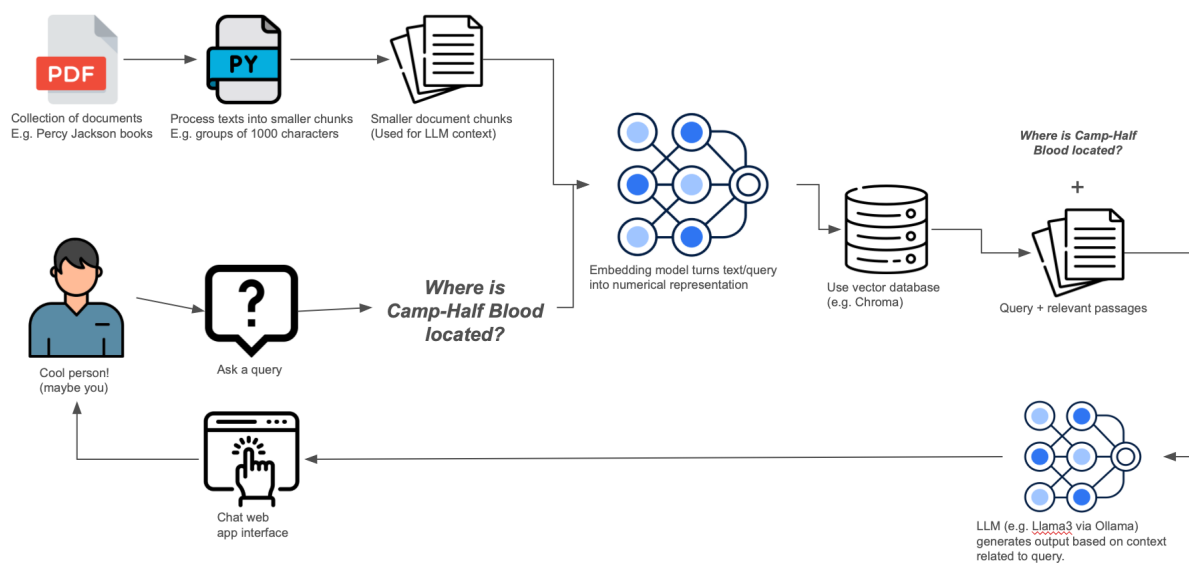 PDF
PY
Collection of documents
E.g. Percy Jackson books
Process texts into smaller chunks
E.g. groups of 1000 characters
Smaller document chunks
(Used for LLM context)
Where is Camp-Half
Blood located?
+
Embedding model turns text/query
into numerical representation
Use vector database
(e.g. Chroma)
Query + relevant passages
?
Where is
Camp-Half Blood
located?
Cool person!
(maybe you)
Ask a query
Chat web
app interface
LLM (e.g. Llama3 via Ollama)
generates output based on context
related to query.